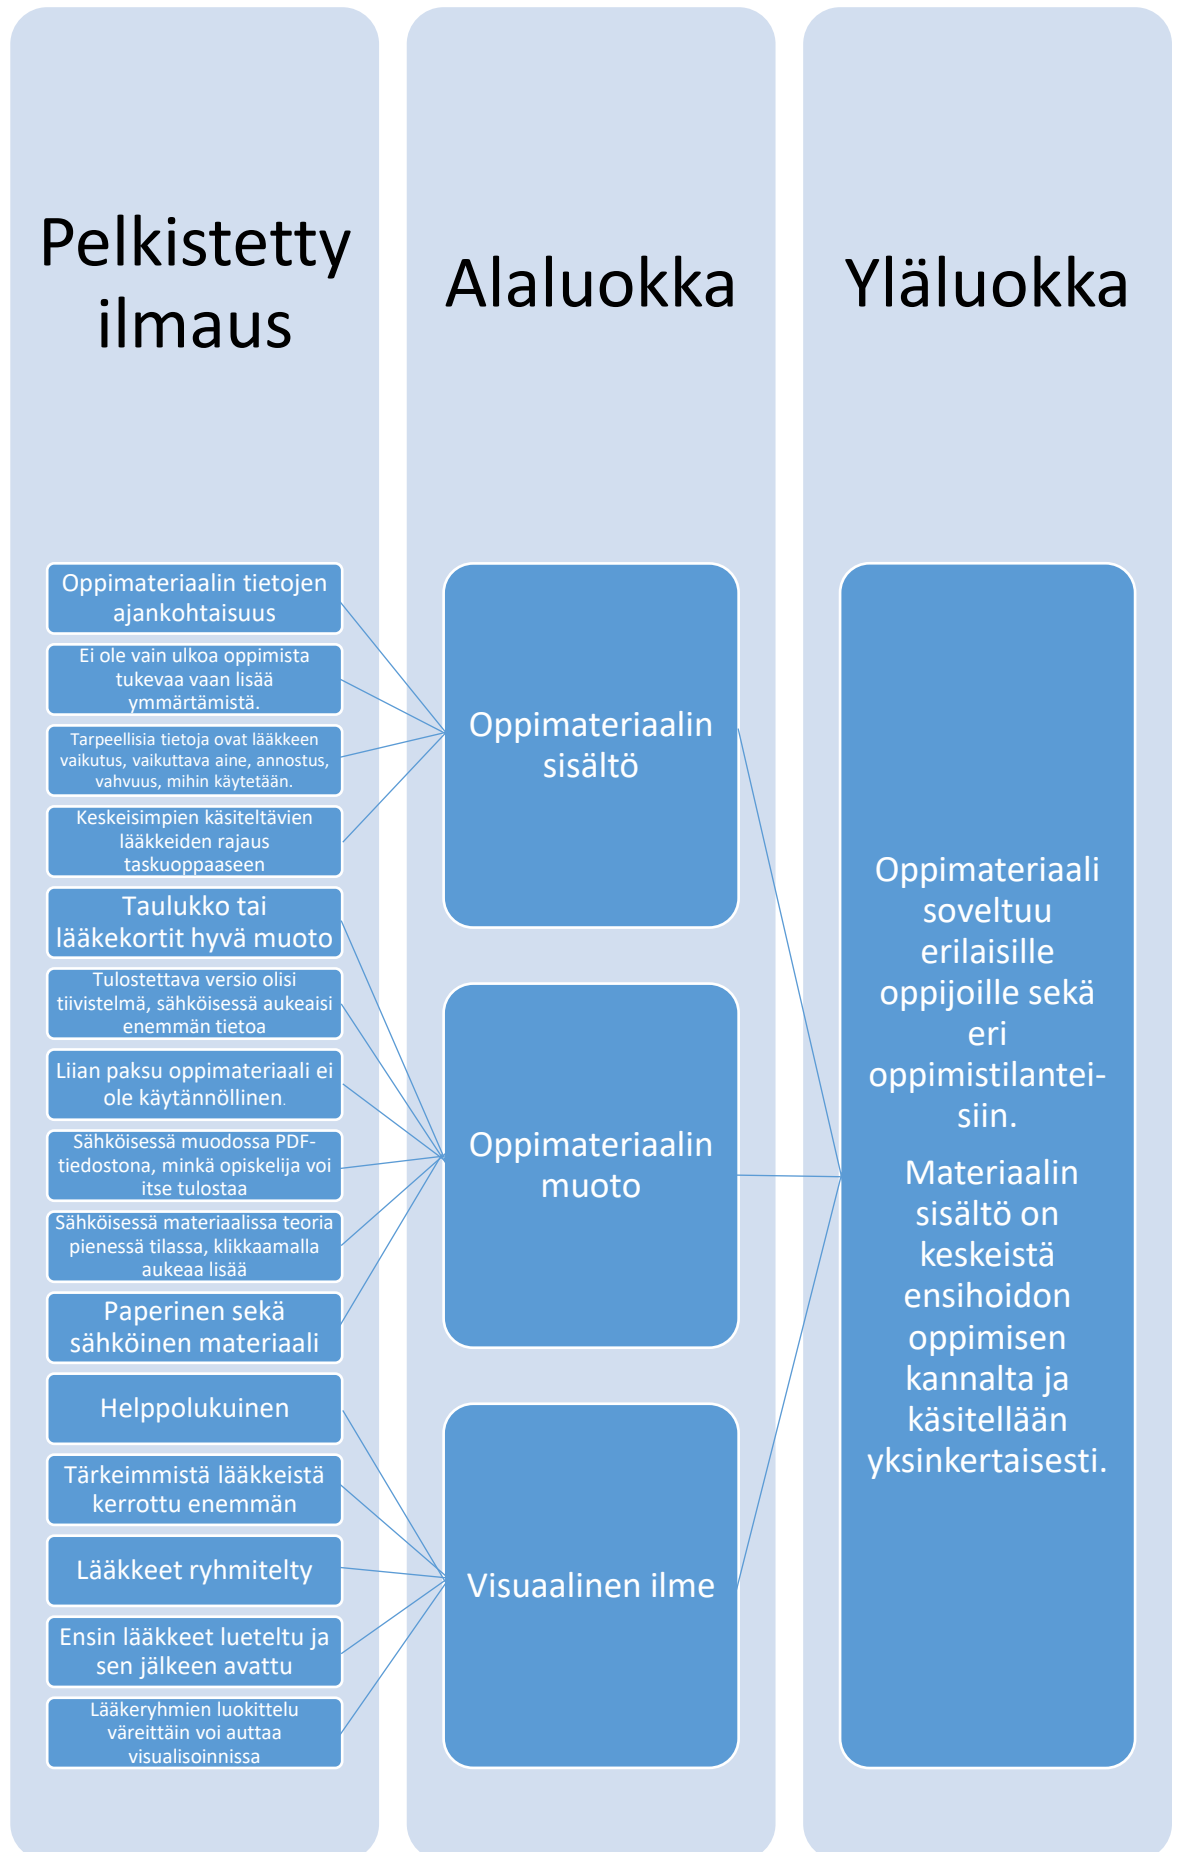 Pelkistetty
ilmaus
Alaluokka
Yläluokka
Oppimateriaalin tietojen
ajankohtaisuus
Ei ole vain ulkoa oppimista
tukevaa vaan lisää
ymmärtämistä.
Tarpeellisia tietoja ovat lääkkeen
vaikutus, vaikuttava aine, annostus,
vahvuus, mihin käytetään.
Keskeisimpien käsiteltävien
lääkkeiden rajaus
taskuoppaaseen
Taulukko tai
lääkekortit hyvä muoto
Tulostettava versio olisi
tiivistelmä, sähköisessä aukeaisi
enemmän tietoa
Liian paksu oppimateriaali ei
ole käytännöllinen.
Sähköisessä muodossa PDF-
tiedostona, minkä opiskelija voi
itse tulostaa
Sähköisessä materiaalissa teoria
pienessä tilassa, klikkaamalla
aukeaa lisää
Paperinen sekä
sähköinen materiaali
Helppolukuinen
Tärkeimmistä lääkkeistä
kerrottu enemmän
Lääkkeet ryhmitelty
Ensin lääkkeet lueteltu ja
sen jälkeen avattu
Lääkeryhmien luokittelu
väreittäin voi auttaa
visualisoinnissa
Oppimateriaalin
sisältö
Oppimateriaalin
muoto
Visuaalinen ilme
Oppimateriaali
soveltuu
erilaisille
oppijoille sekä
eri
oppimistilantei-
siin.
Materiaalin
sisältö on
keskeistä
ensihoidon
oppimisen
kannalta ja
käsitellään
yksinkertaisesti.